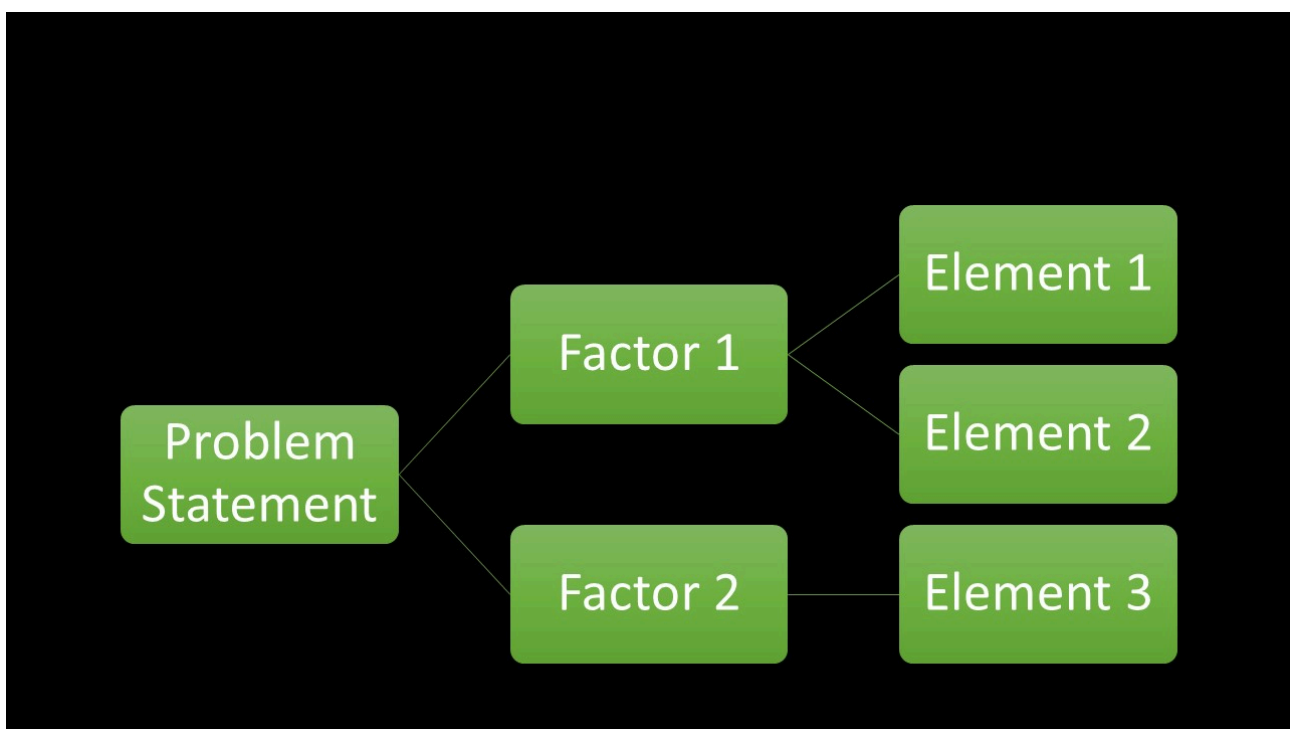 Problem
Statement
Factor 1
Element 1
Element 2
Factor 2
Element 3